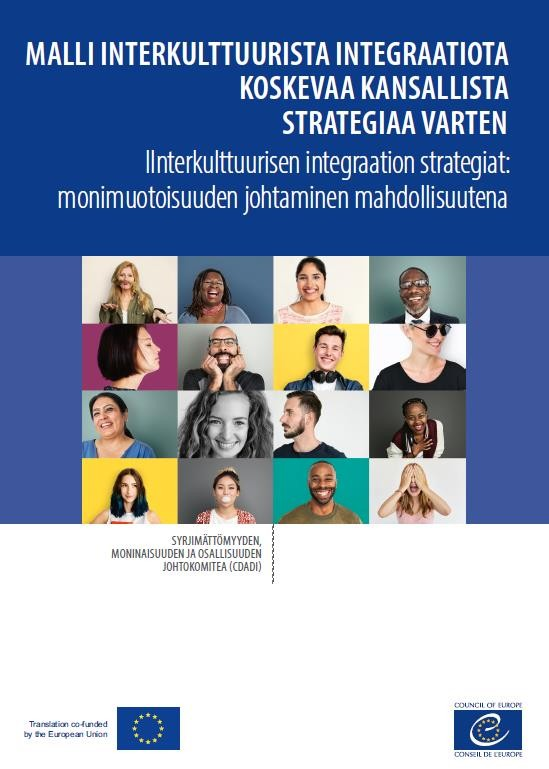 MALLI INTERKULTTUURISTA INTEGRAATIOTA
KOSKEVAA KANSALLISTA
STRATEGIAA VARTEN
IInterkulttuurisen integraation strategiat:
monimuotoisuuden johtaminen mahdollisuutena
SYRJIMÄTTÖMYYDEN,
MONINAISUUDEN JA OSALLISUUDEN
JOHTOKOMITEA (CDADI)
Translation co-funded
by the European Union
COUNCIL OF EUROPE
CONSEIL DE L'EUROPE